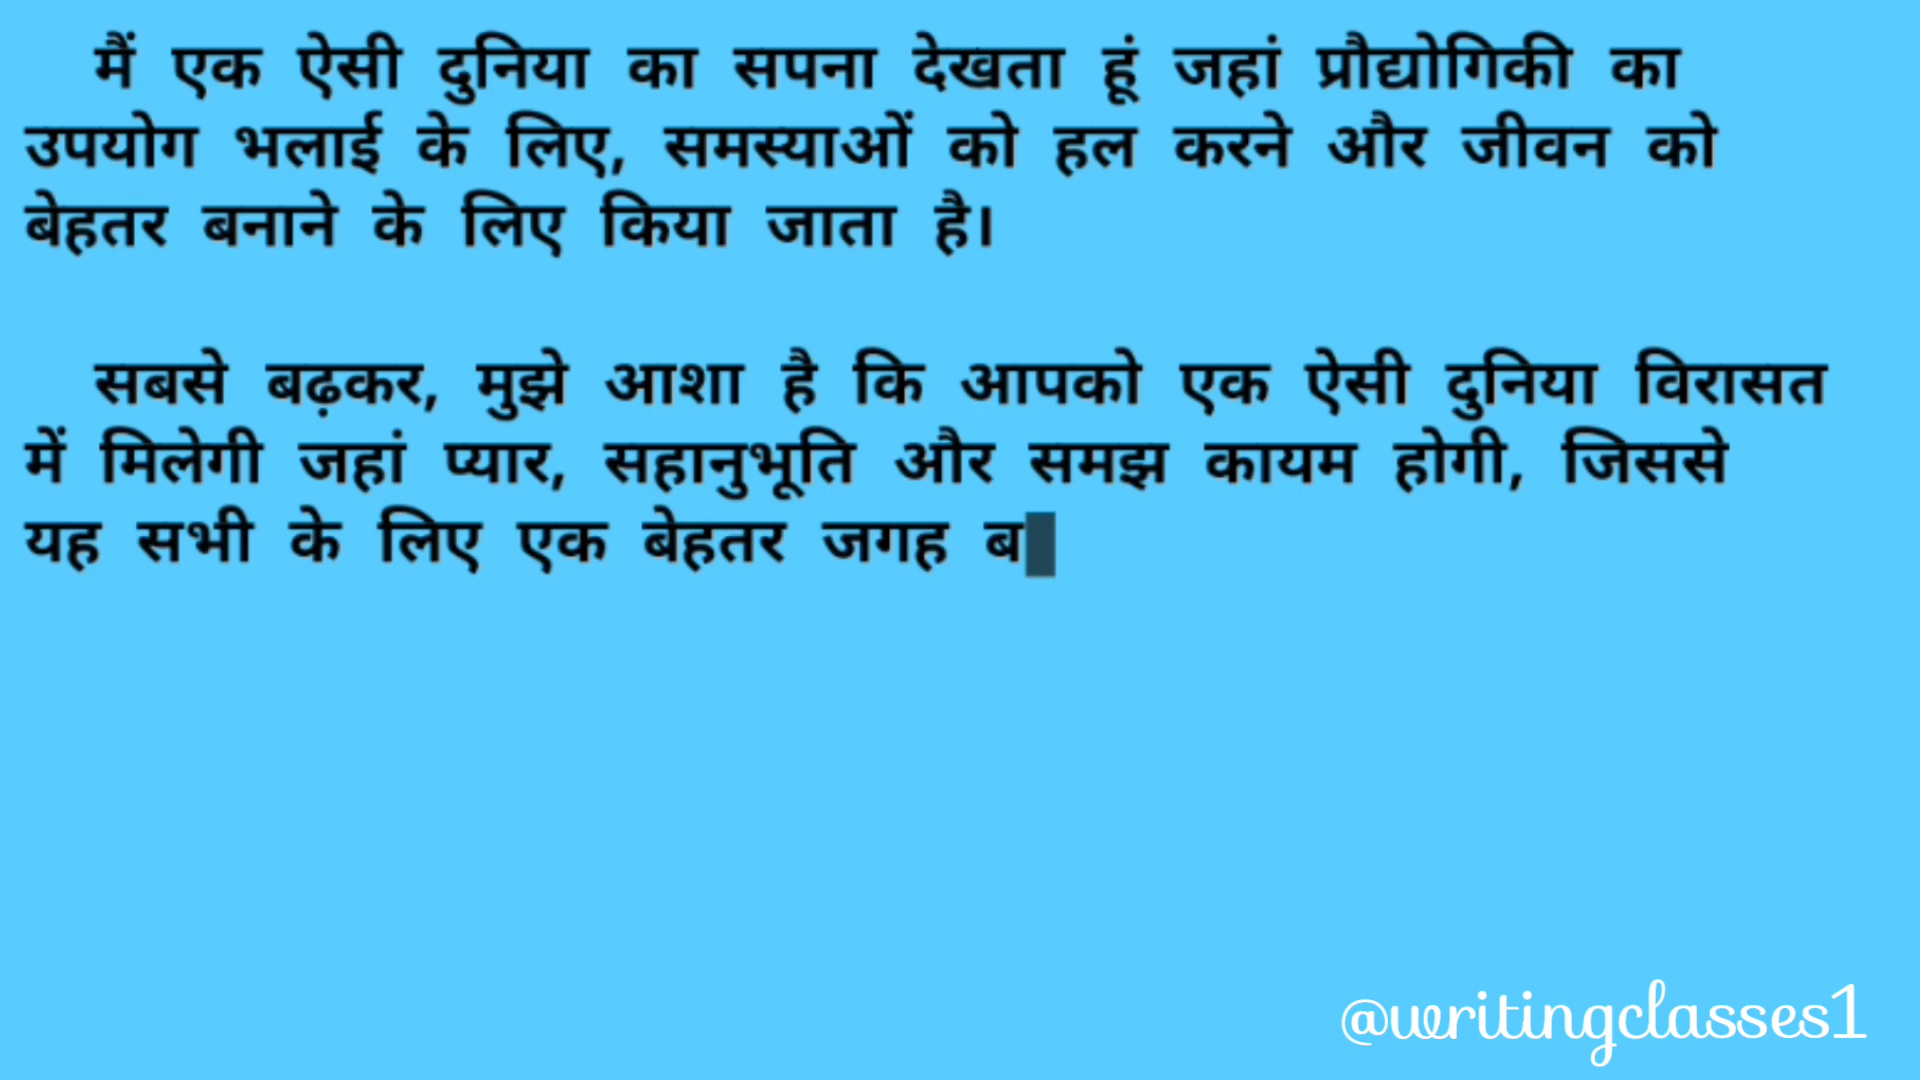 मैं एक ऐसी दुनिया का सपना देखता हूं जहां प्रौद्योगिकी का
उपयोग भलाई के लिए, समस्याओं को हल करने और जीवन को
बेहतर बनाने के लिए किया जाता है।
सबसे बढ़कर, मुझे आशा है कि आपको एक ऐसी दुनिया विरासत
में मिलेगी जहां प्यार, सहानुभूति और समझ कायम होगी, जिससे
यह सभी के लिए एक बेहतर जगह ब
@writingclasses1